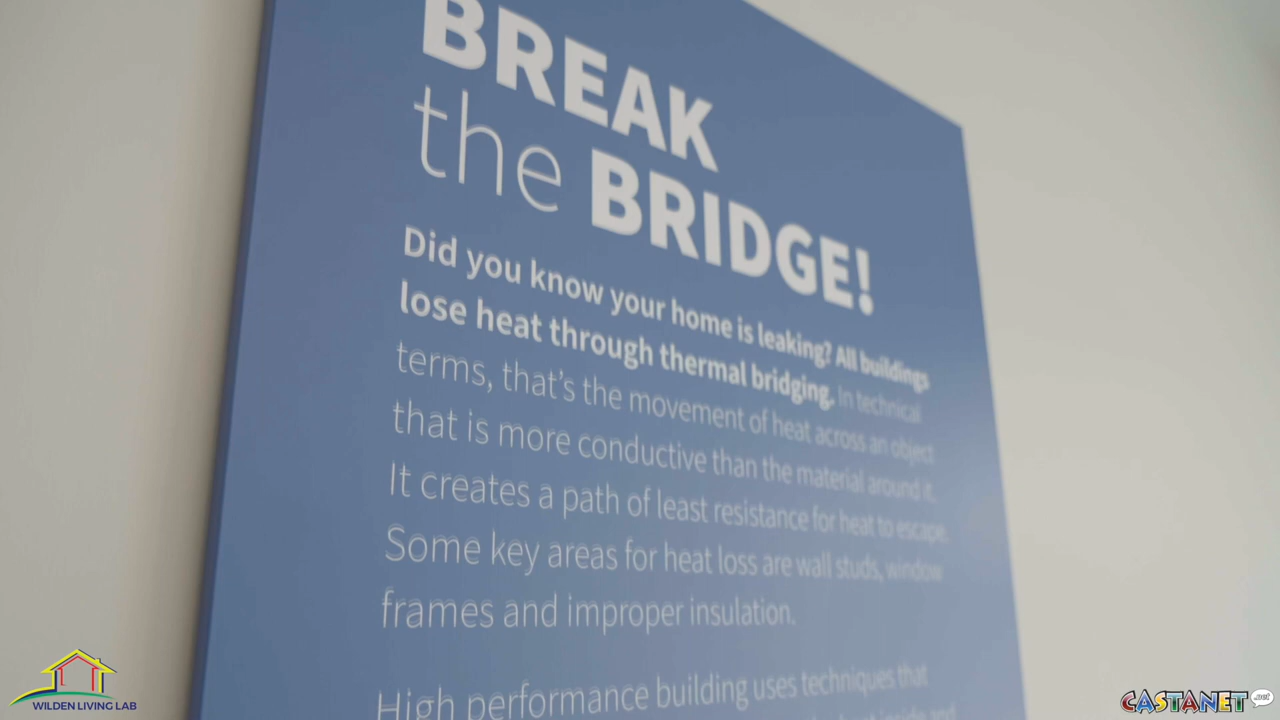 BREAK
the BRIDGE!
Did you know your home is leaking? All buildings
lose heat through thermal bridging. In technical
terms, that's the movement of heat across an object
that is more conductive than the material around it.
It creates a path of least resistance for heat to escape.
Some key areas for heat loss are wall studs, window
frames and improper insulation.
High performance building uses techniques that
inside and
WILDEN LIVING LAB
CASTANET.net